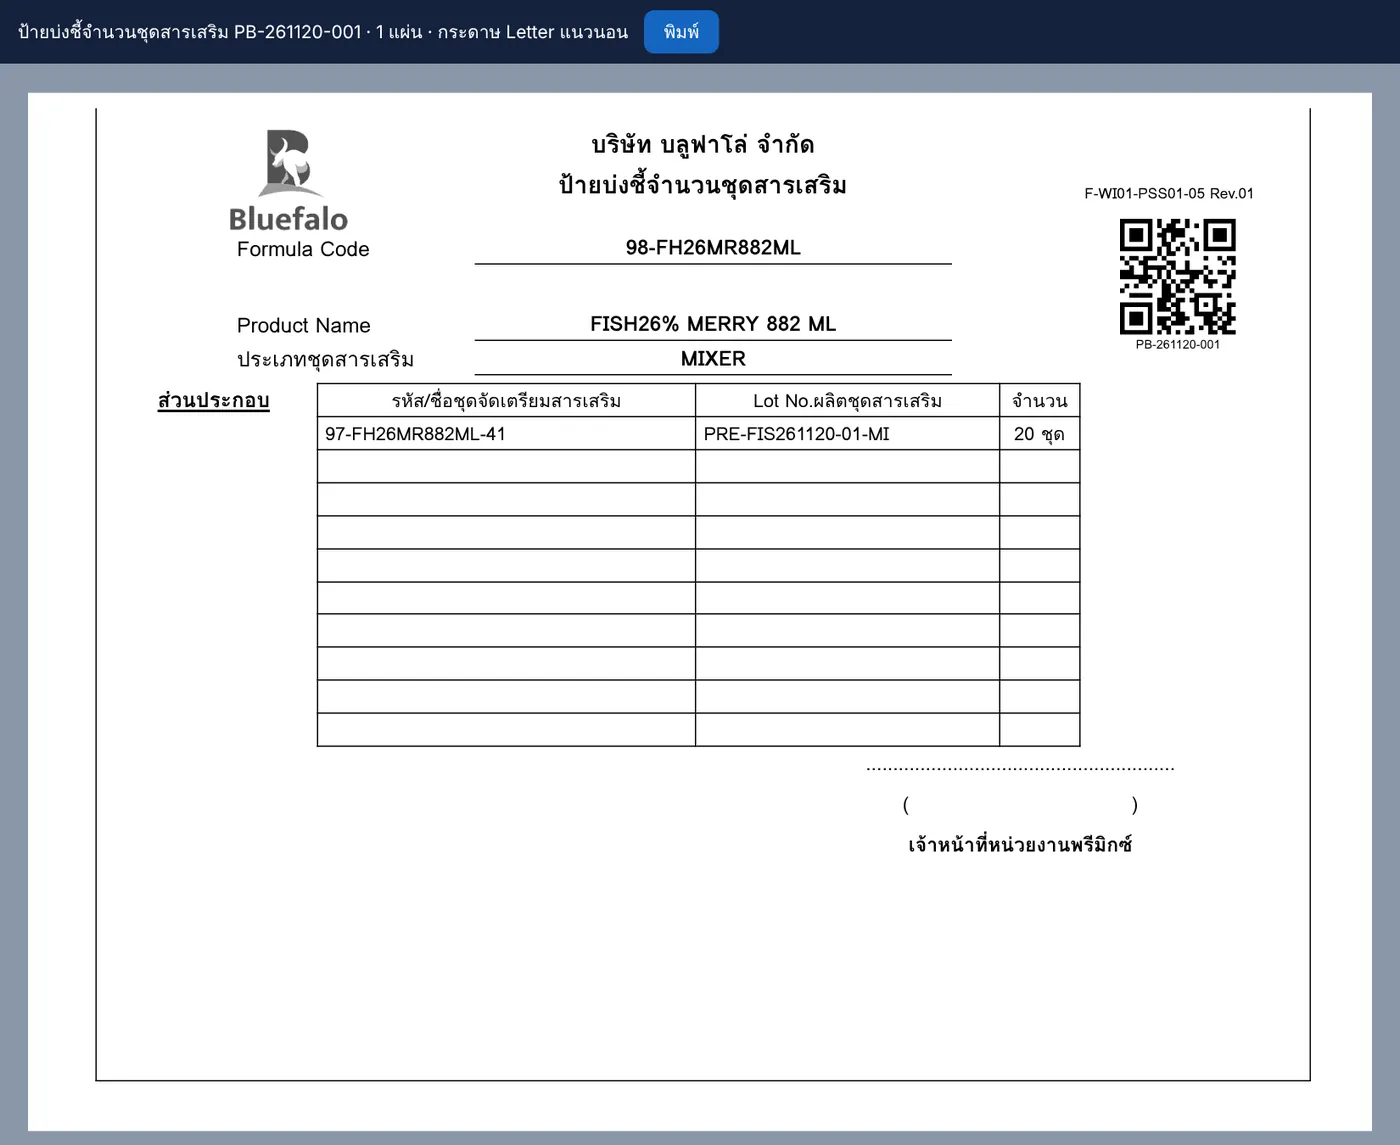 ป้ายบ่งชี้จำนวนชุดสารเสริม PB-261120-001 · 1 แผ่น · กระดาษ Letter แนวนอน พิมพ์
บริษัท บลูฟาโล่ จำกัด
ป้ายบ่งชี้จำนวนชุดสารเสริม
F-WI01-PSS01-05 Rev.01
Bluefalo
Formula Code 98-FH26MR882ML
Product Name FISH26% MERRY 882 ML
PB-261120-001
ประเภทชุดสารเสริม MIXER
ส่วนประกอบ รหัส/ชื่อชุดจัดเตรียมสารเสริม Lot No.ผลิตชุดสารเสริม จำนวน
97-FH26MR882ML-41 PRE-FIS261120-01-MI 20 ชุด
.........................................................
( )
เจ้าหน้าที่หน่วยงานพรีมิกซ์